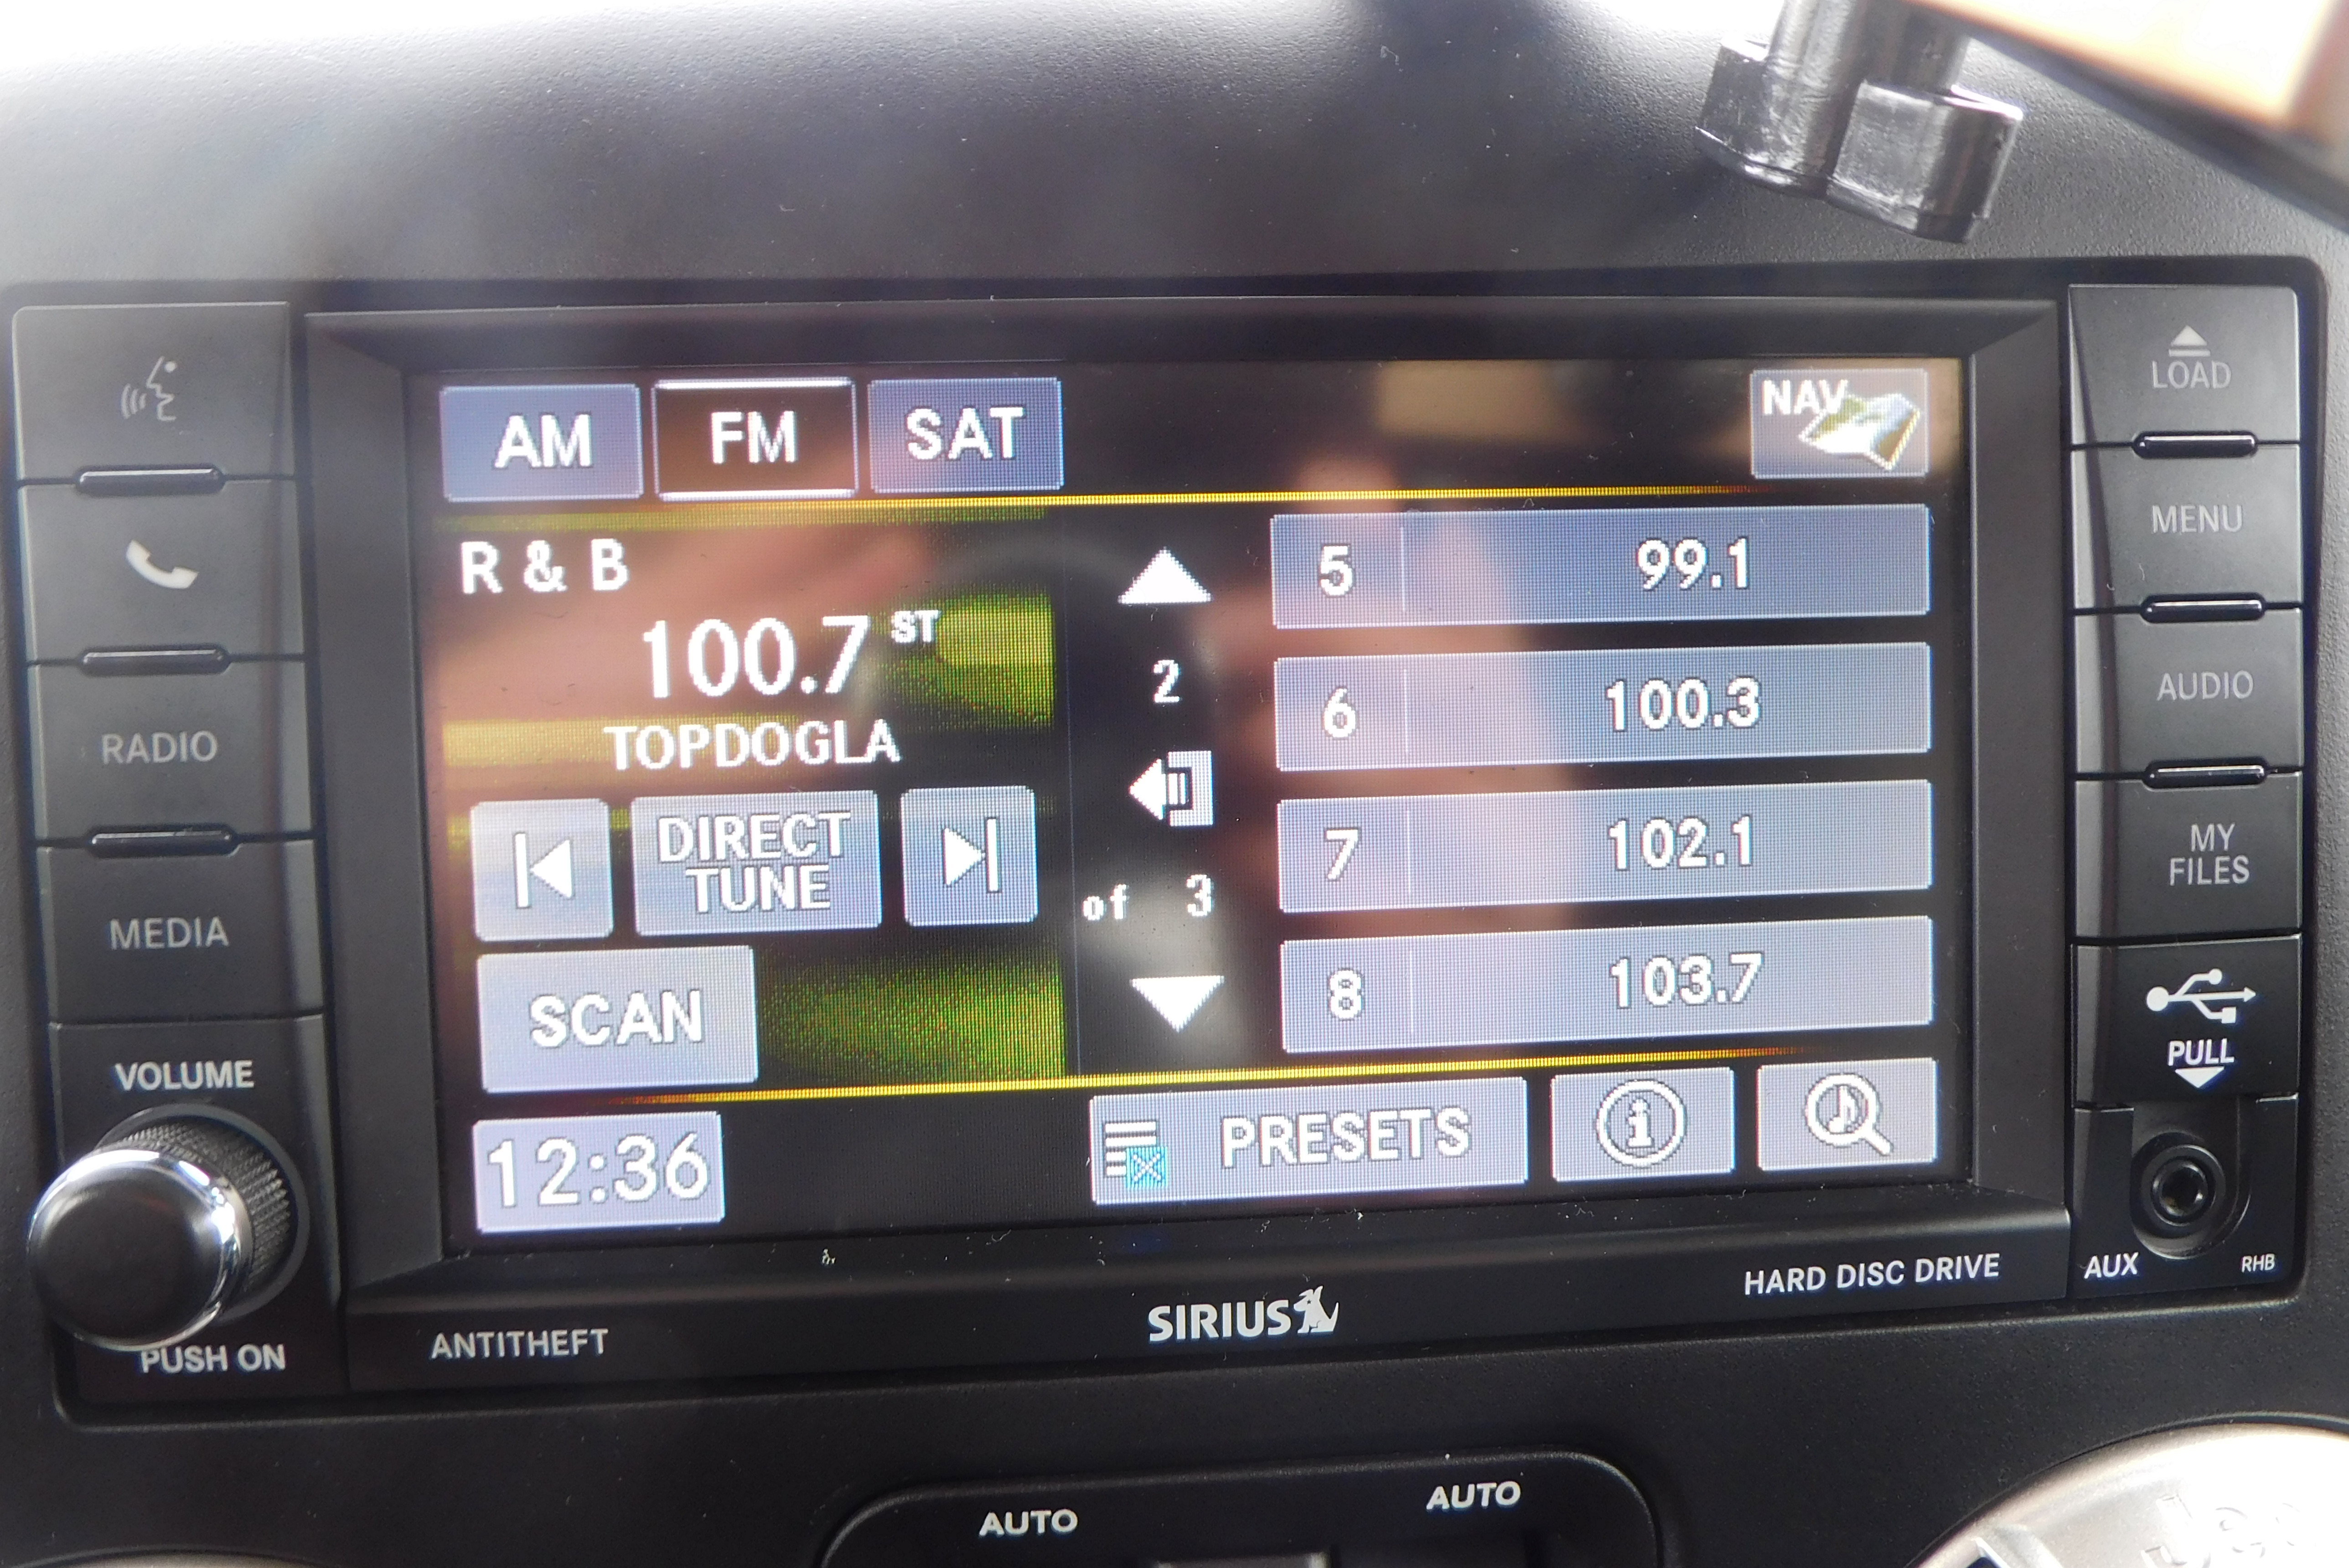 AM FM SAT
NAV
R & B
100.7 ST
TOPDOGLA
DIRECT
TUNE
SCAN
12:36
2
of 3
5 99.1
6 100.3
7 102.1
8 103.7
PRESETS
RADIO
MEDIA
VOLUME
PUSH ON
LOAD
MENU
AUDIO
MY
FILES
PULL
AUX
RHB
ANTITHEFT
SIRIUS
HARD DISC DRIVE
AUTO
AUTO